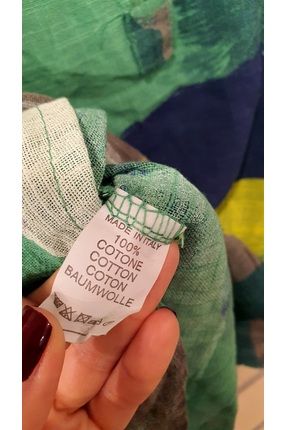 MADE IN ITALY
100%
COTONE
COTTON
COTON
BAUMWOLLE